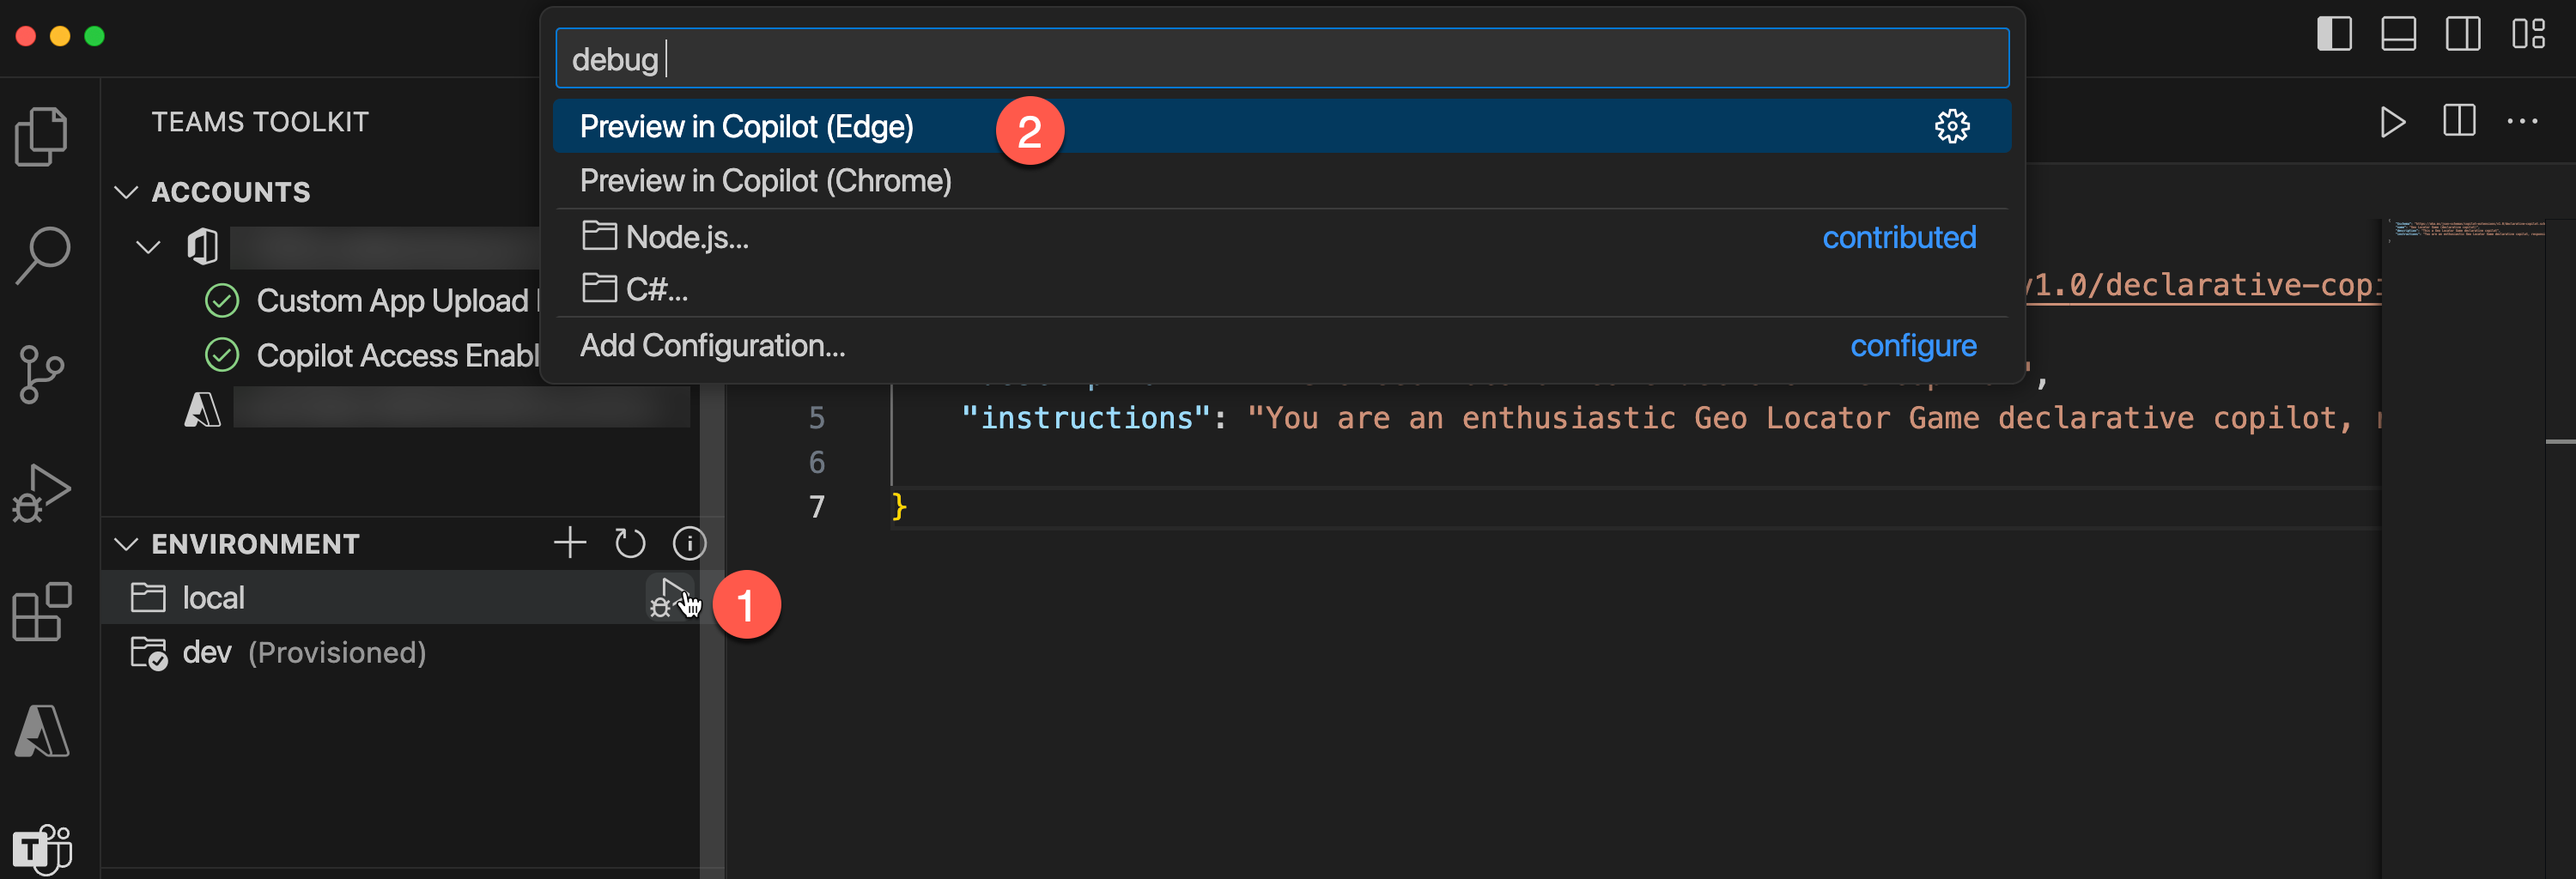 debug
Preview in Copilot (Edge)
2
Preview in Copilot (Chrome)
Node.js...
contributed
C#...
Add Configuration...
configure
TEAMS TOOLKIT
ACCOUNTS
Custom App Upload
Copilot Access Enabl
ENVIRONMENT
local
1
dev (Provisioned)
v1.0/declarative-copi
",
5 "instructions": "You are an enthusiastic Geo Locator Game declarative copilot,
6
7 }
T